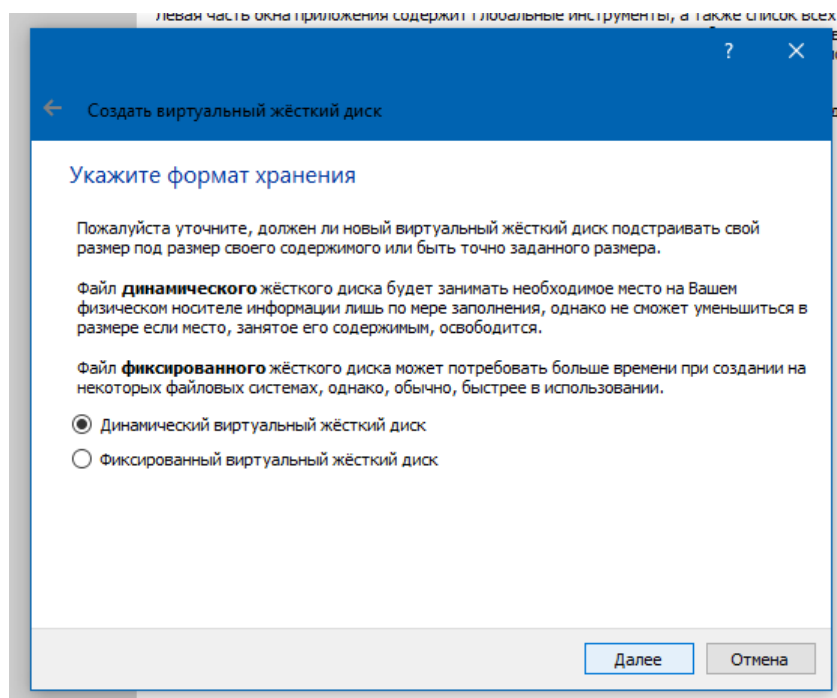 Левая часть окна приложения содержит Глобальные инструменты, а также список всех
?
Создать виртуальный жёсткий диск
Укажите формат хранения
Пожалуйста уточните, должен ли новый виртуальный жёсткий диск подстраивать свой
размер под размер своего содержимого или быть точно заданного размера.
Файл динамического жёсткого диска будет занимать необходимое место на Вашем
физическом носителе информации лишь по мере заполнения, однако не сможет уменьшиться в
размере если место, занятое его содержимым, освободится.
Файл фиксированного жёсткого диска может потребовать больше времени при создании на
некоторых файловых системах, однако, обычно, быстрее в использовании.
Динамический виртуальный жёсткий диск
Фиксированный виртуальный жёсткий диск
Далее
Отмена